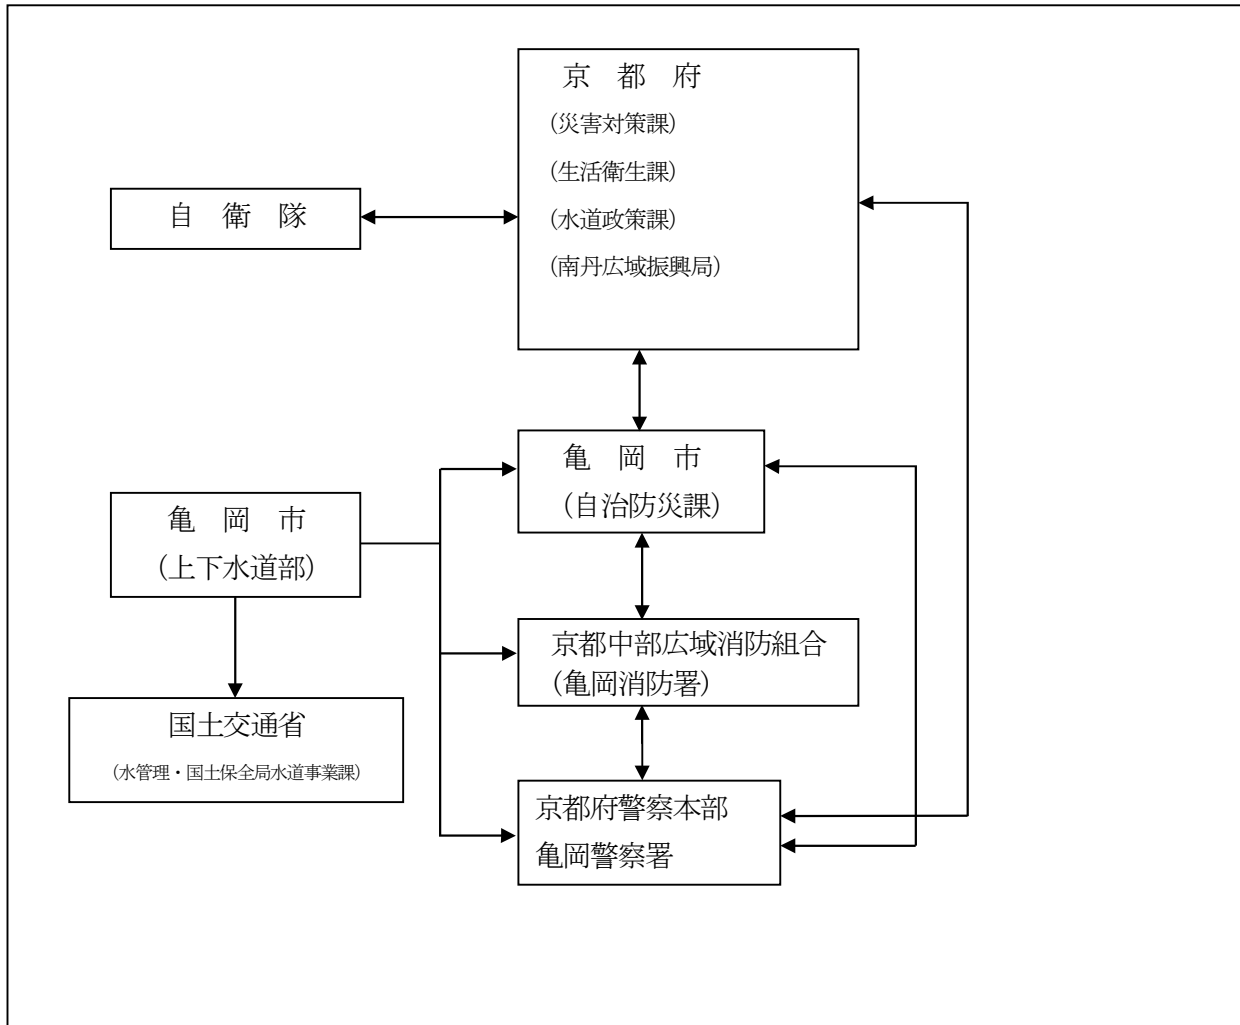 京 都 府
(災害対策課)
(生活衛生課)
(水道政策課)
(南丹広域振興局)
自 衛 隊
亀 岡 市
(自治防災課)
亀 岡 市
(上下水道部)
京都中部広域消防組合
(亀岡消防署)
国土交通省
(水管理・国土保全局水道事業課)
京都府警察本部
亀岡警察署